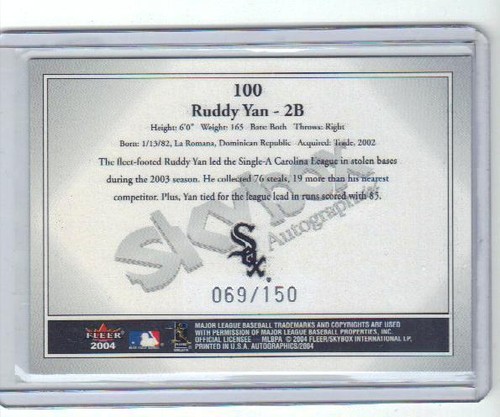 100
Ruddy Yan - 2B
Height: 6'0" Weight: 165 Bats: Both Throws: Right
Born: 1/13/82, La Romana, Dominican Republic Acquired: Trade, 2002
The fleet-footed Ruddy Yan led the Single-A Carolina League in stolen bases
during the 2003 season. He collected 76 steals, 19 more than his nearest
competitor. Plus, Yan tied for the league lead in runs scored with 85.
skybox
Autographics
Sox
069/150
FLEER
2004
MAJOR LEAGUE BASEBALL TRADEMARKS AND COPYRIGHTS ARE USED
WITH PERMISSION OF MAJOR LEAGUE BASEBALL PROPERTIES, INC.
OFFICIAL LICENSEE - MLBPA © 2004 FLEER/SKYBOX INTERNATIONAL LP.
PRINTED IN U.S.A. AUTOGRAPHICS/2004